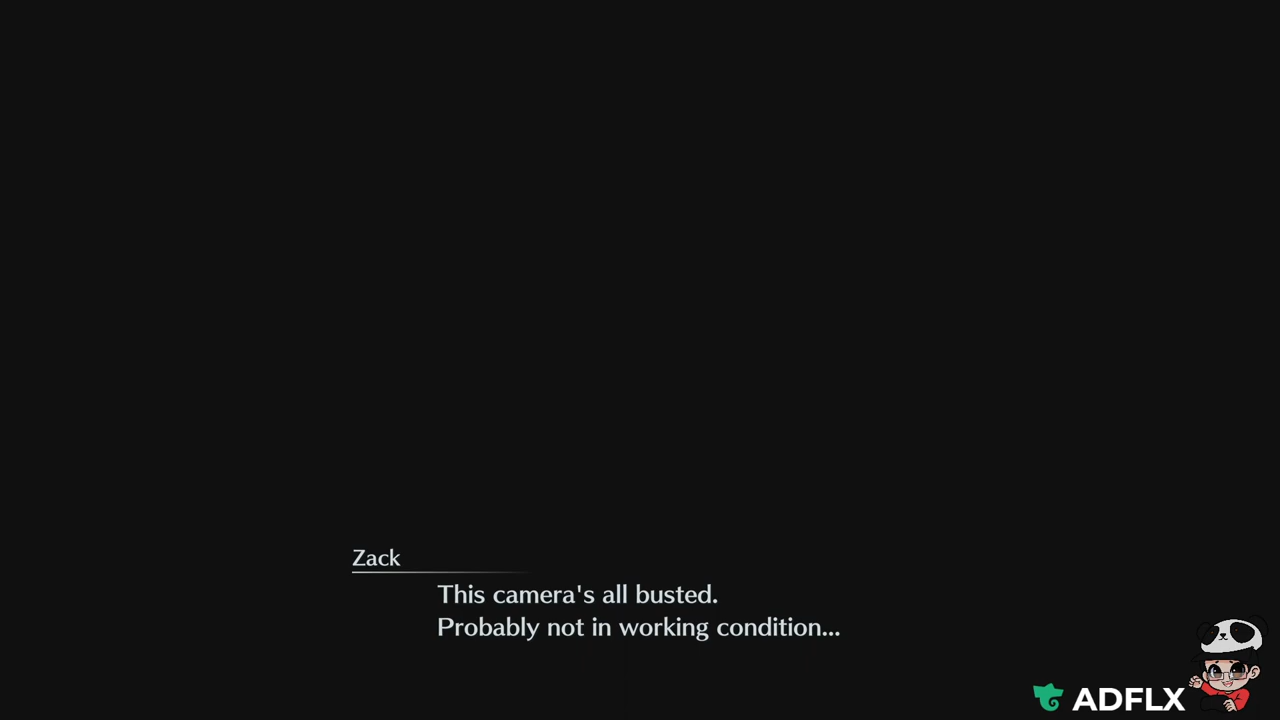 Zack
This camera's all busted.
Probably not in working condition...
ADFLX